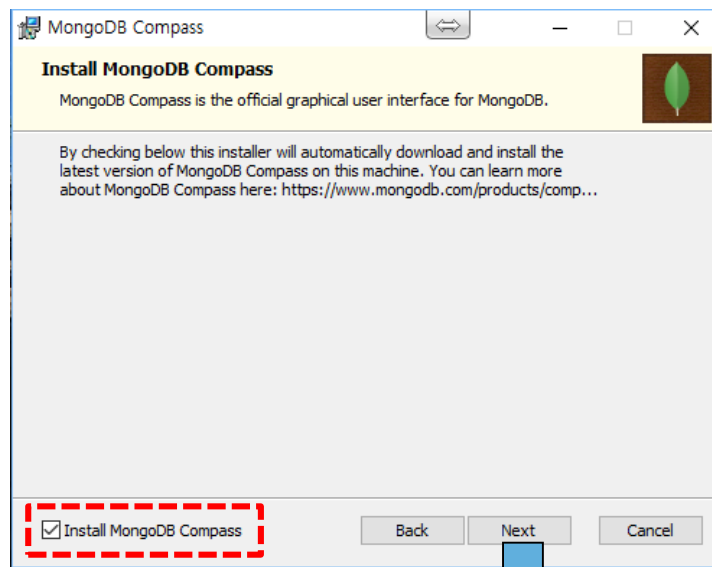 MongoDB Compass
Install MongoDB Compass
MongoDB Compass is the official graphical user interface for MongoDB.
By checking below this installer will automatically download and install the
latest version of MongoDB Compass on this machine. You can learn more
about MongoDB Compass here: https://www.mongodb.com/products/comp...
Install MongoDB Compass
Back
Next
Cancel